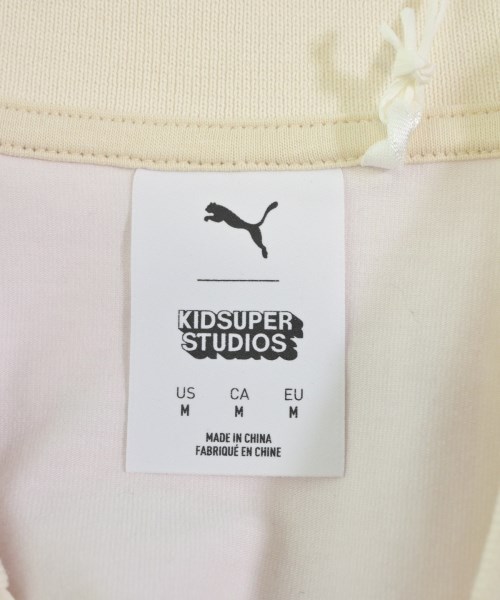 KIDSUPER
STUDIOS
US CA EU
M M M
MADE IN CHINA
FABRIQUÉ EN CHINE